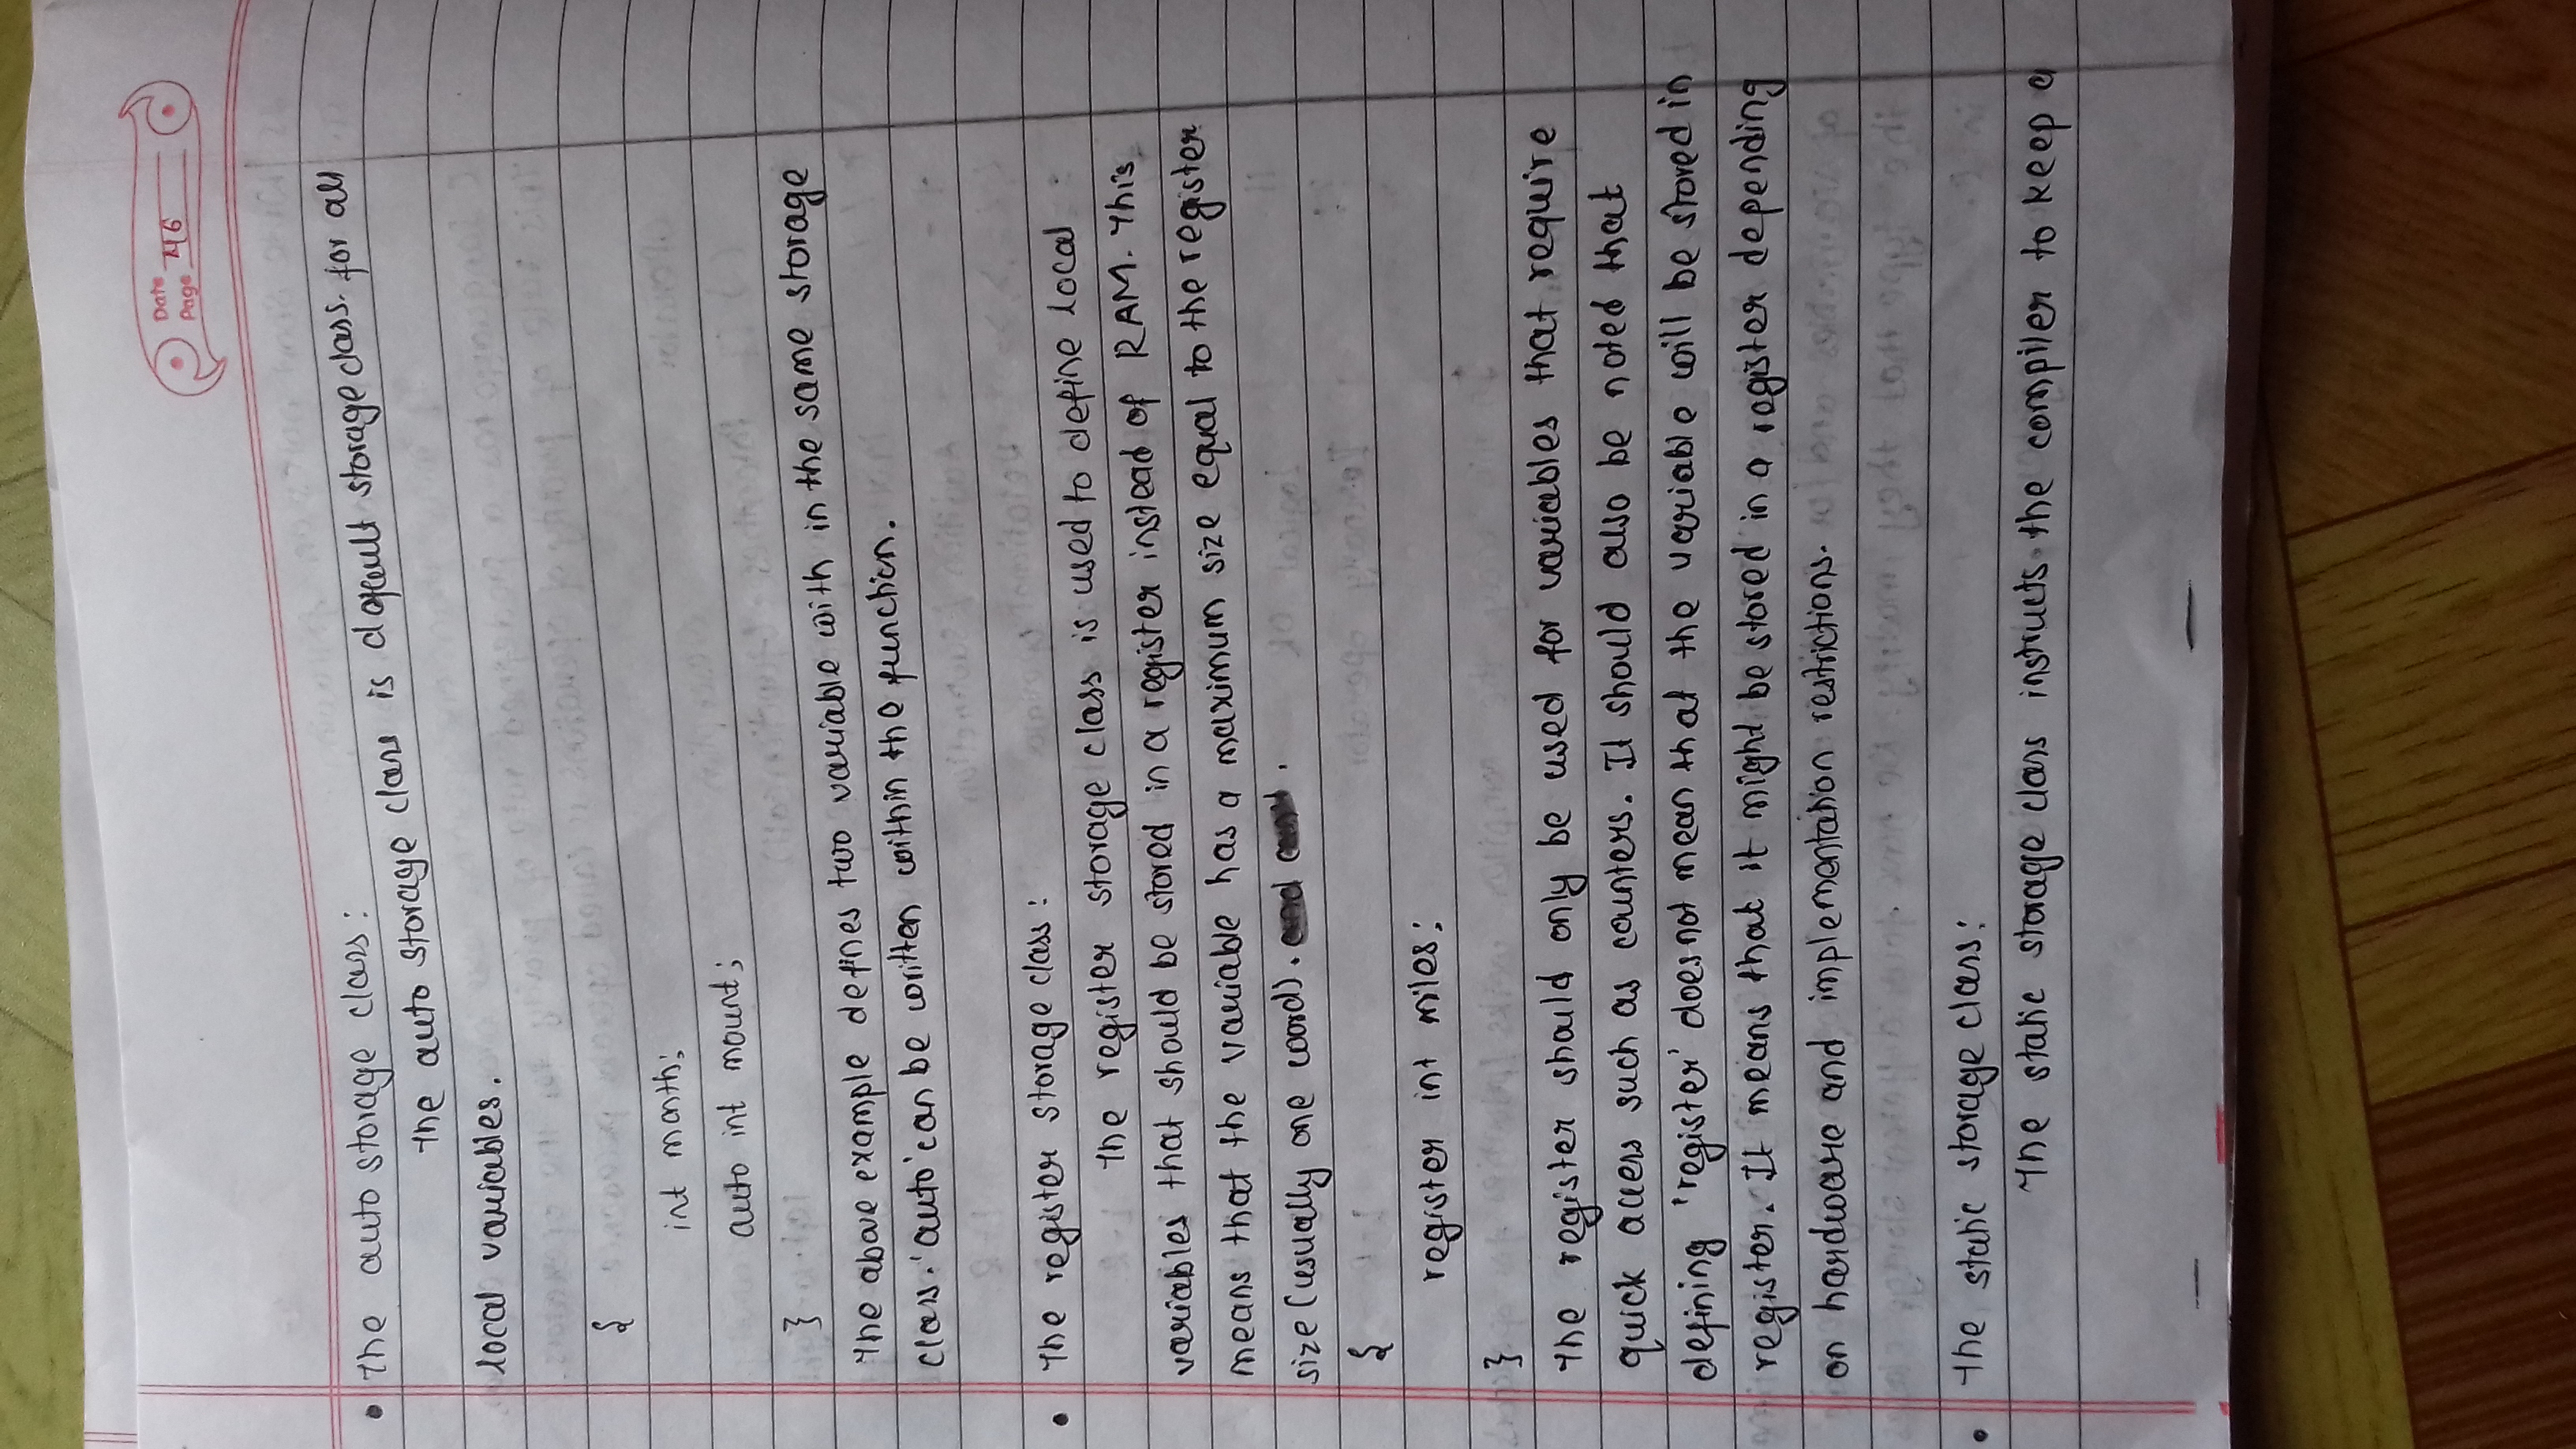 Date
Page 46
• The auto storage class:
The auto storage class is default storage class. for all
local variables.
{
int month;
auto int mount;
}
The above example defines two variable with in the same storage
class. 'auto' can be written within the function.
• The register storage class:
The register storage class is used to define local
variables that should be stored in a register instead of RAM. This
means that the variable has a maximum size equal to the register
size (usually one word). and .
{
register int miles;
}
The register should only be used for variables that require
quick access such as counters. It should also be noted that
defining 'register' does not mean that the variable will be stored in
register. It means that it might be stored in a register depending
on hardware and implementation restrictions.
• The static storage class:
The static storage class instructs the compiler to keep a